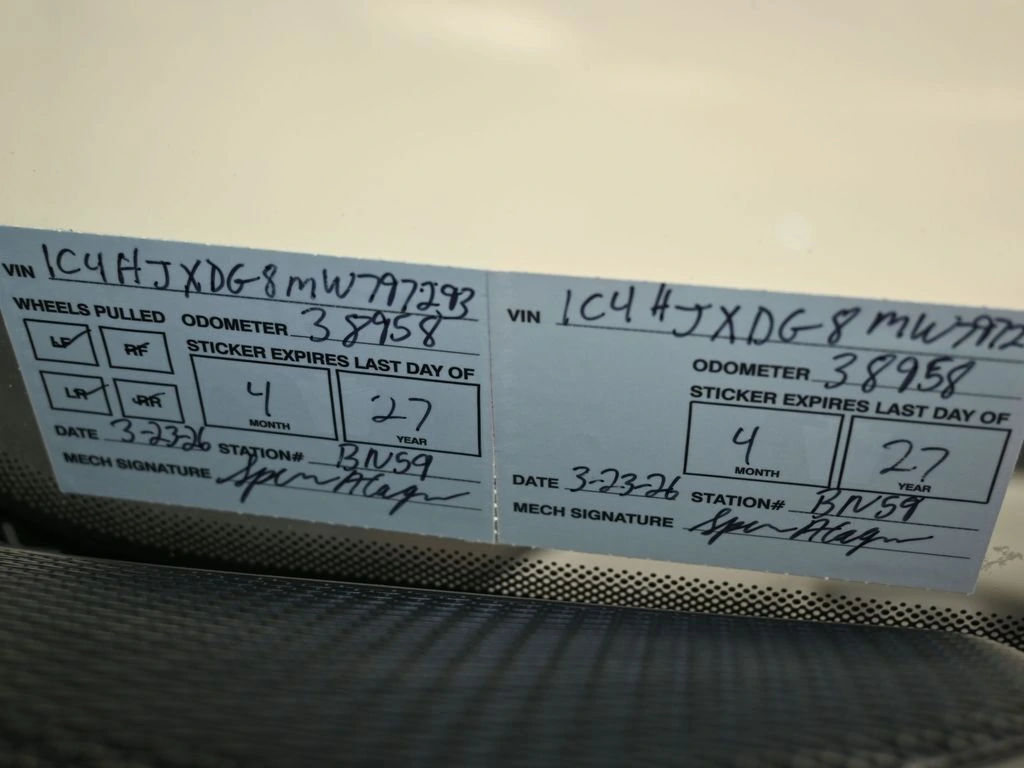 VIN 1C4HJXDG8MW797293
WHEELS PULLED ODOMETER 38958
LF RF
LR RR
STICKER EXPIRES LAST DAY OF
4 27
MONTH YEAR
DATE 3-23-26 STATION# BN59
MECH SIGNATURE
VIN 1C4HJXDG8MW7972
ODOMETER 38958
STICKER EXPIRES LAST DAY OF
4 27
MONTH YEAR
DATE 3-23-26 STATION# BN59
MECH SIGNATURE